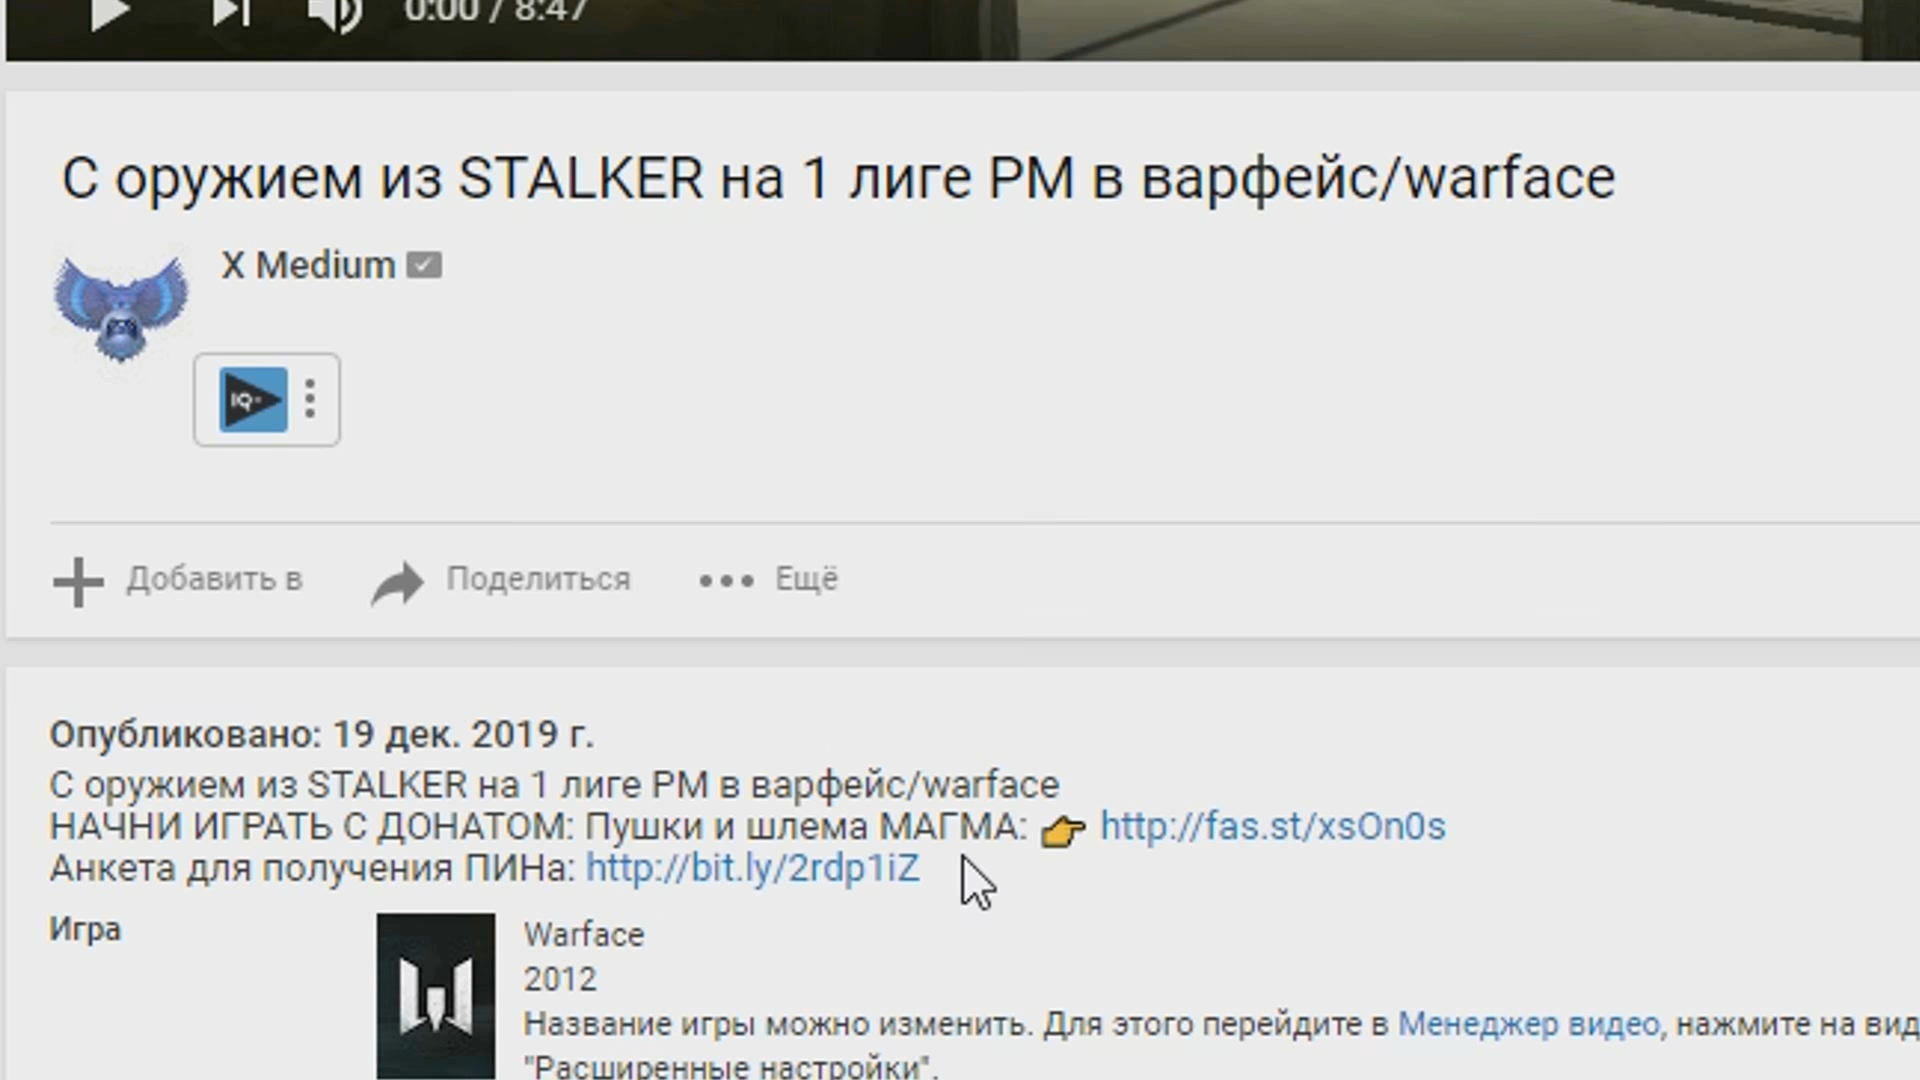 0:00 / 8:47
С оружием из STALKER на 1 лиге РМ в варфейс/warface
X Medium
IQ
Добавить в
Поделиться
Ещё
Опубликовано: 19 дек. 2019 г.
С оружием из STALKER на 1 лиге РМ в варфейс/warface
НАЧНИ ИГРАТЬ С ДОНАТОМ: Пушки и шлема МАГМА: 👉 http://fas.st/xsOn0s
Анкета для получения ПИНа: http://bit.ly/2rdp1iZ
Игра
Warface
2012
Название игры можно изменить. Для этого перейдите в Менеджер видео, нажмите на вид
"Расширенные настройки".